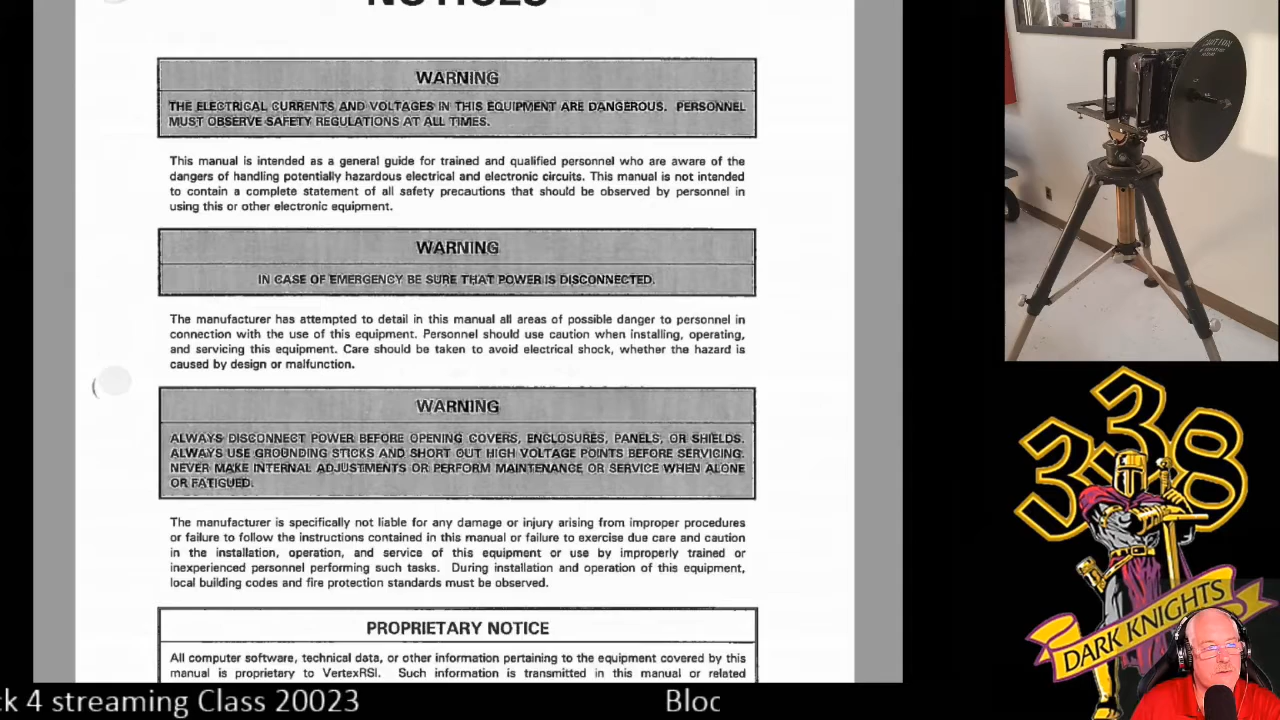 NOTICES
WARNING
THE ELECTRICAL CURRENTS AND VOLTAGES IN THIS EQUIPMENT ARE DANGEROUS. PERSONNEL
MUST OBSERVE SAFETY REGULATIONS AT ALL TIMES.
This manual is intended as a general guide for trained and qualified personnel who are aware of the
dangers of handling potentially hazardous electrical and electronic circuits. This manual is not intended
to contain a complete statement of all safety precautions that should be observed by personnel in
using this or other electronic equipment.
WARNING
IN CASE OF EMERGENCY BE SURE THAT POWER IS DISCONNECTED.
The manufacturer has attempted to detail in this manual all areas of possible danger to personnel in
connection with the use of this equipment. Personnel should use caution when installing, operating,
and servicing this equipment. Care should be taken to avoid electrical shock, whether the hazard is
caused by design or malfunction.
WARNING
ALWAYS DISCONNECT POWER BEFORE OPENING COVERS, ENCLOSURES, PANELS, OR SHIELDS.
ALWAYS USE GROUNDING STICKS AND SHORT OUT HIGH VOLTAGE POINTS BEFORE SERVICING.
NEVER MAKE INTERNAL ADJUSTMENTS OR PERFORM MAINTENANCE OR SERVICE WHEN ALONE
OR FATIGUED.
The manufacturer is specifically not liable for any damage or injury arising from improper procedures
or failure to follow the instructions contained in this manual or failure to exercise due care and caution
in the installation, operation, and service of this equipment or use by improperly trained or
inexperienced personnel performing such tasks. During installation and operation of this equipment,
local building codes and fire protection standards must be observed.
PROPRIETARY NOTICE
All computer software, technical data, or other information pertaining to the equipment covered by this
manual is proprietary to VertexRSI. Such information is transmitted in this manual or related
CAUTION
338
DARK KNIGHTS
ck 4 streaming Class 20023 Bloc